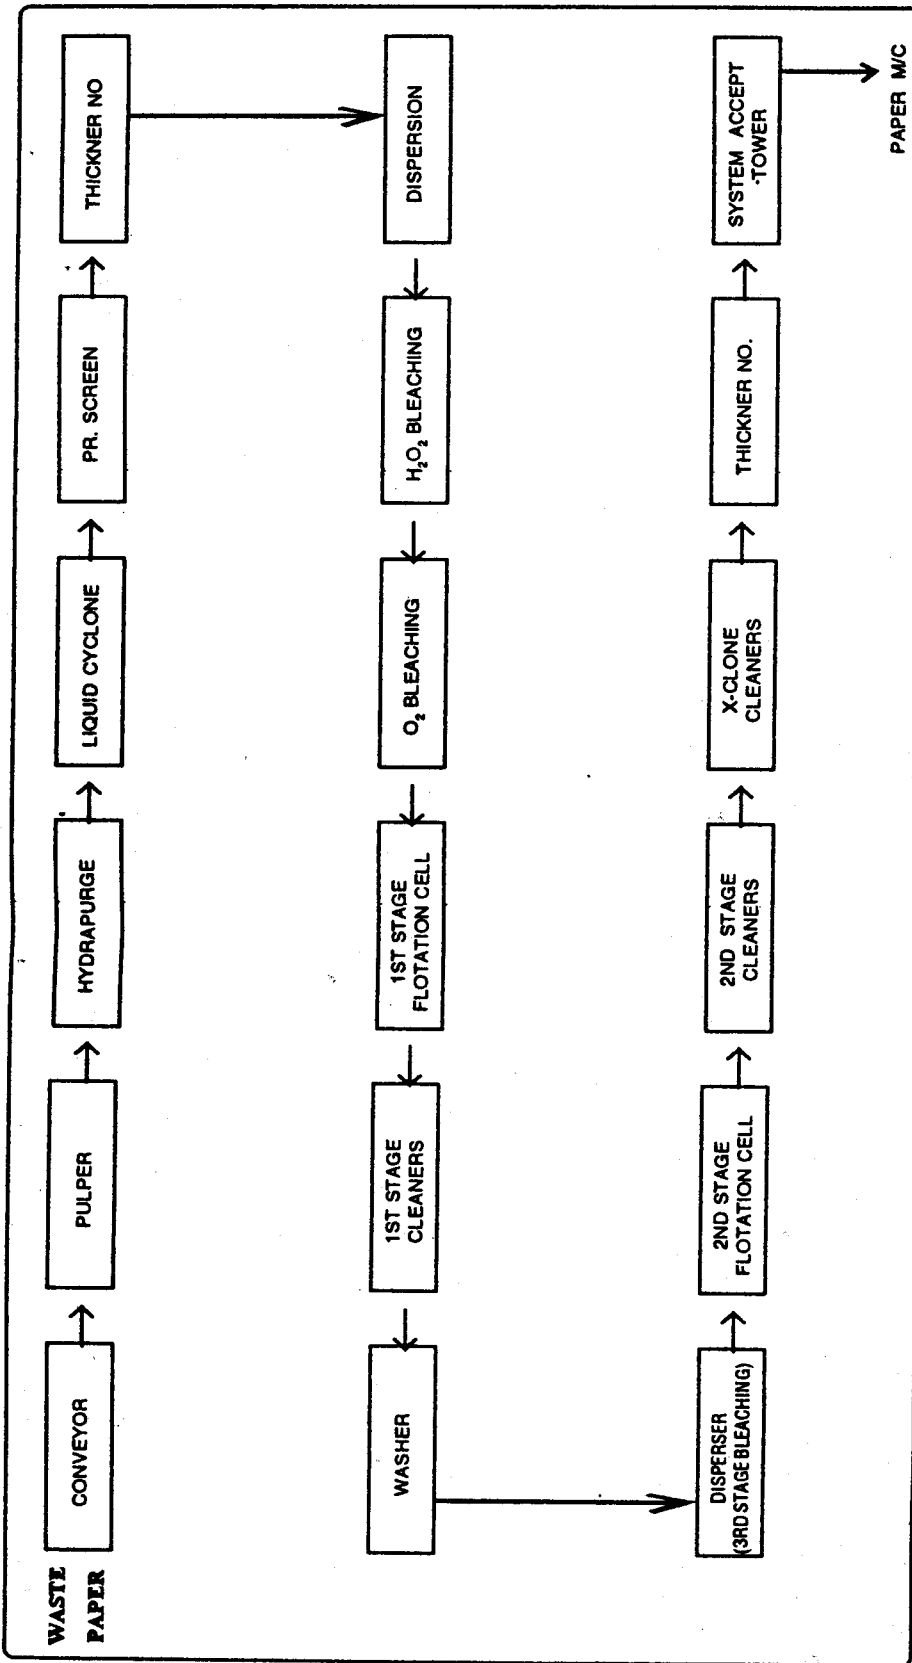 WASTE
PAPER
CONVEYOR
PULPER
HYDRAPURGE
LIQUID CYCLONE
PR. SCREEN
THICKNER NO
DISPERSION
H₂O₂ BLEACHING
O₂ BLEACHING
1ST STAGE
FLOTATION CELL
1ST STAGE
CLEANERS
WASHER
DISPERSER
(3RD STAGE BLEACHING)
2ND STAGE
FLOTATION CELL
2ND STAGE
CLEANERS
X-CLONE
CLEANERS
THICKNER NO.
SYSTEM ACCEPT
·TOWER
PAPER M/C